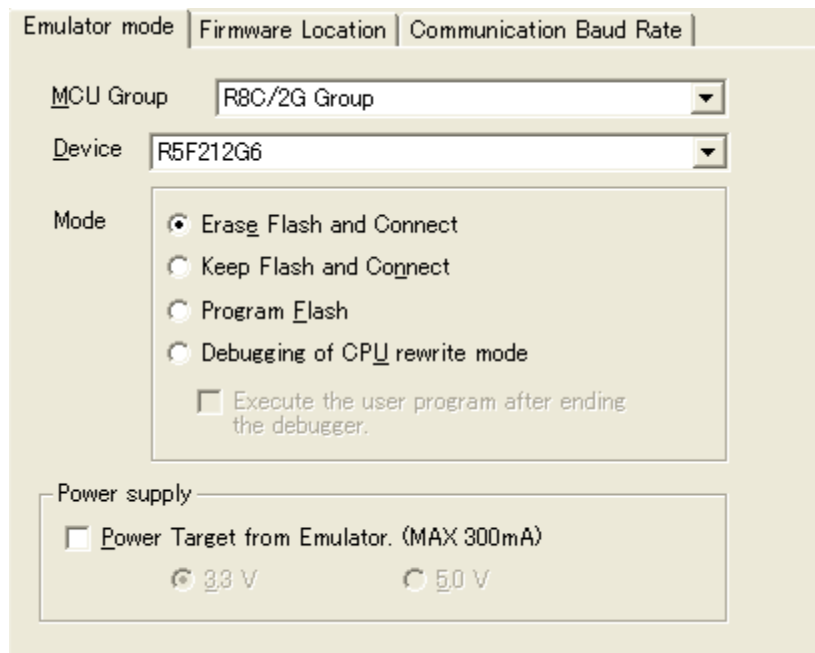 Emulator mode | Firmware Location | Communication Baud Rate
MCU Group R8C/2G Group
Device R5F212G6
Mode
Erase Flash and Connect
Keep Flash and Connect
Program Flash
Debugging of CPU rewrite mode
Execute the user program after ending
the debugger.
Power supply
Power Target from Emulator. (MAX 300mA)
3.3 V 5.0 V